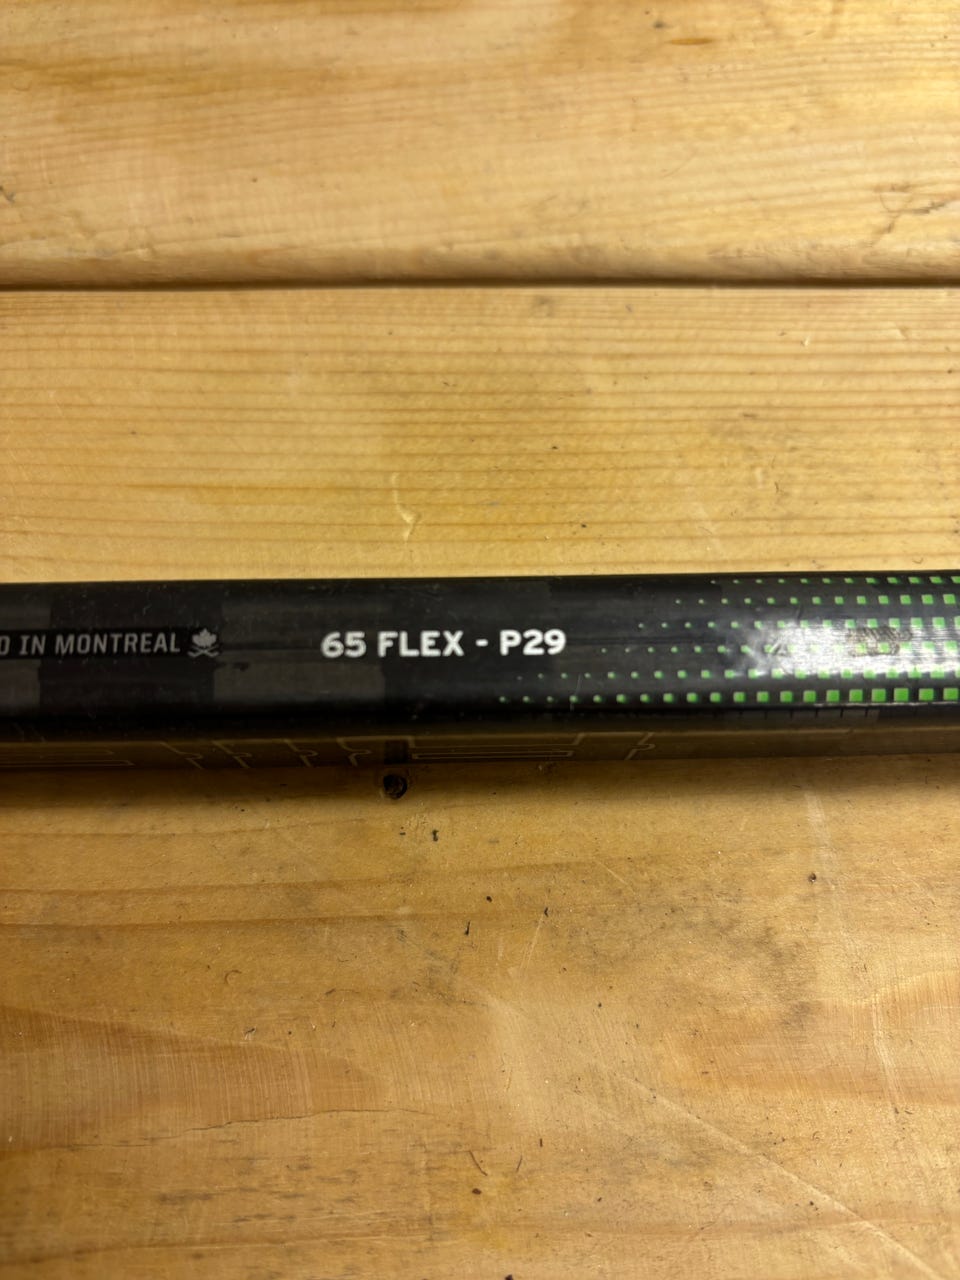 IN MONTREAL
65 FLEX - P29